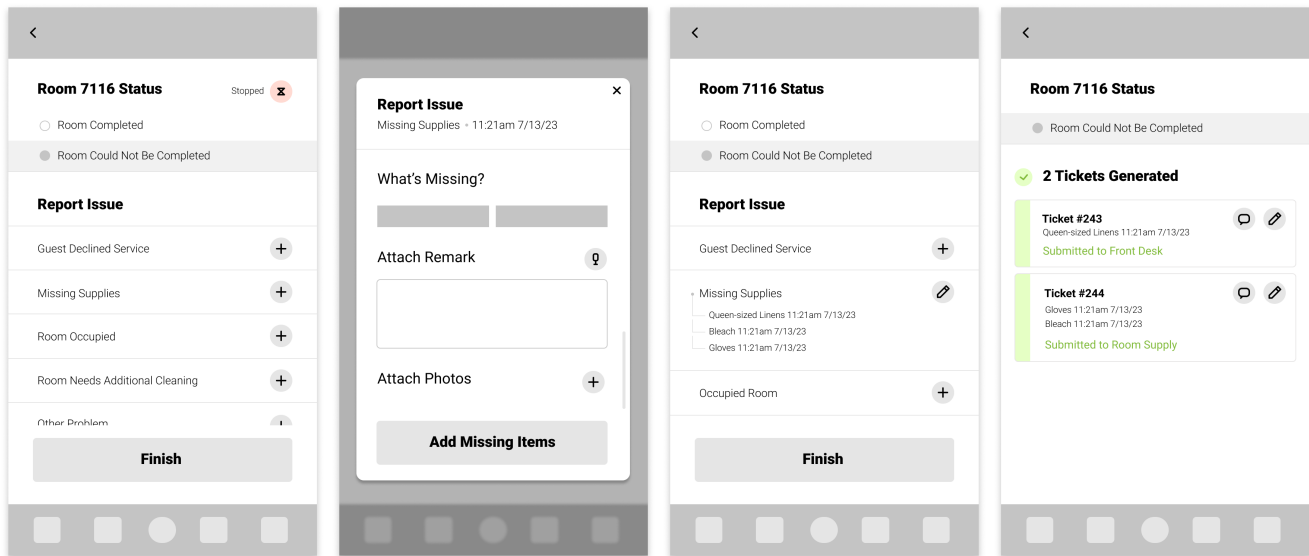 Room 7116 Status
Stopped
Room Completed
Room Could Not Be Completed
Report Issue
Guest Declined Service
Missing Supplies
Room Occupied
Room Needs Additional Cleaning
Other Problem
Finish
Report Issue
Missing Supplies • 11:21am 7/13/23
What's Missing?
Attach Remark
Attach Photos
Add Missing Items
Room 7116 Status
Room Completed
Room Could Not Be Completed
Report Issue
Guest Declined Service
Missing Supplies
Queen-sized Linens 11:21am 7/13/23
Bleach 11:21am 7/13/23
Gloves 11:21am 7/13/23
Occupied Room
Finish
Room 7116 Status
Room Could Not Be Completed
2 Tickets Generated
Ticket #243
Queen-sized Linens 11:21am 7/13/23
Submitted to Front Desk
Ticket #244
Gloves 11:21am 7/13/23
Bleach 11:21am 7/13/23
Submitted to Room Supply